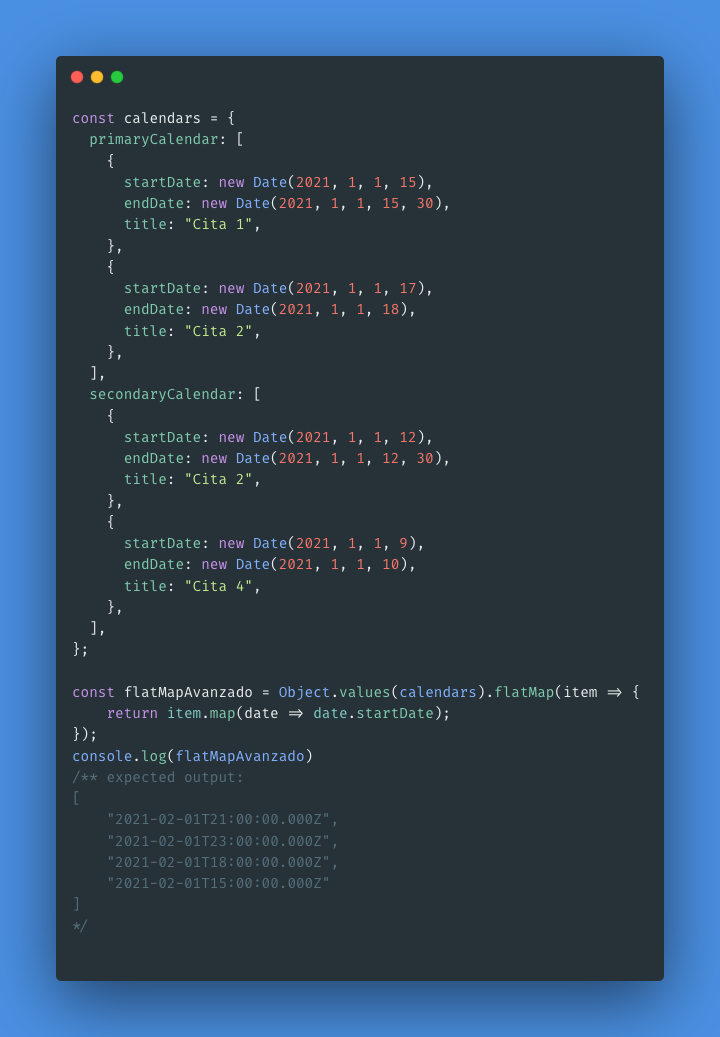 const calendars = {
  primaryCalendar: [
    {
      startDate: new Date(2021, 1, 1, 15),
      endDate: new Date(2021, 1, 1, 15, 30),
      title: "Cita 1",
    },
    {
      startDate: new Date(2021, 1, 1, 17),
      endDate: new Date(2021, 1, 1, 18),
      title: "Cita 2",
    },
  ],
  secondaryCalendar: [
    {
      startDate: new Date(2021, 1, 1, 12),
      endDate: new Date(2021, 1, 1, 12, 30),
      title: "Cita 2",
    },
    {
      startDate: new Date(2021, 1, 1, 9),
      endDate: new Date(2021, 1, 1, 10),
      title: "Cita 4",
    },
  ],
};

const flatMapAvanzado = Object.values(calendars).flatMap(item => {
    return item.map(date => date.startDate);
});
console.log(flatMapAvanzado)
/** expected output:
[
    "2021-02-01T21:00:00.000Z",
    "2021-02-01T23:00:00.000Z",
    "2021-02-01T18:00:00.000Z",
    "2021-02-01T15:00:00.000Z"
]
*/